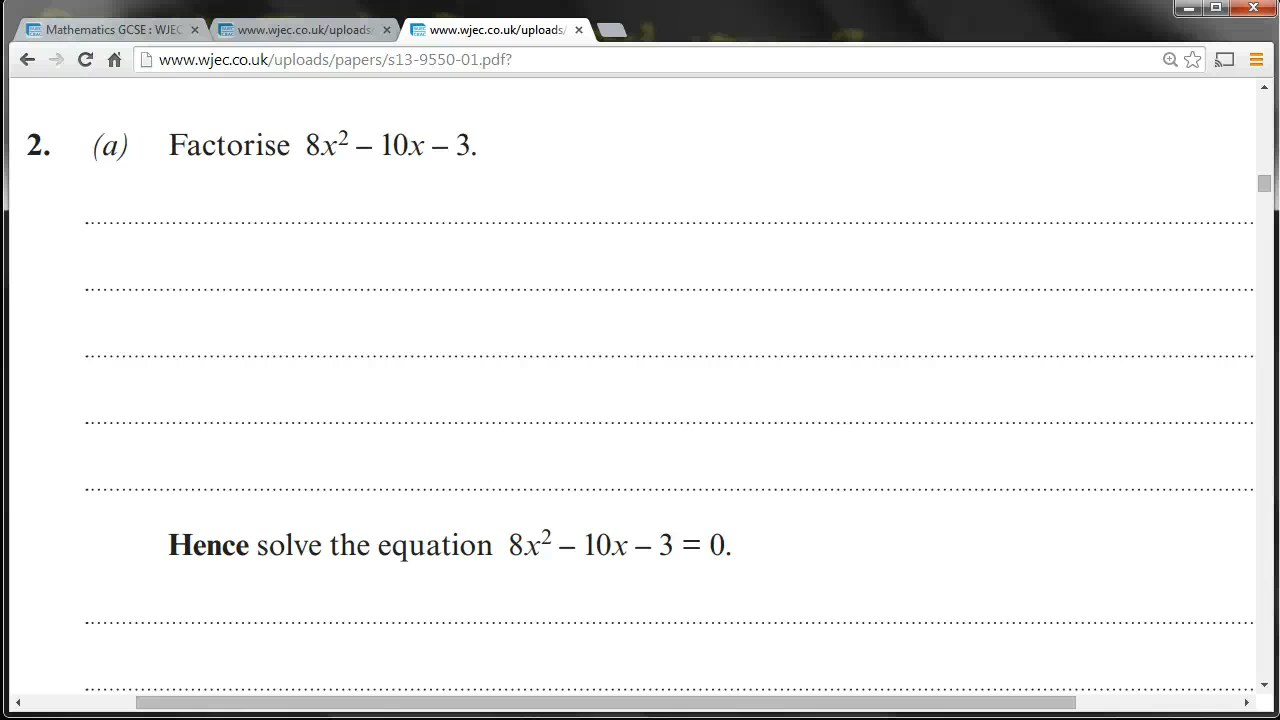 Mathematics GCSE : WJEC
www.wjec.co.uk/uploads
www.wjec.co.uk/uploads/
www.wjec.co.uk/uploads/papers/s13-9550-01.pdf?
2. (a) Factorise 8x² – 10x – 3.
Hence solve the equation 8x² – 10x – 3 = 0.